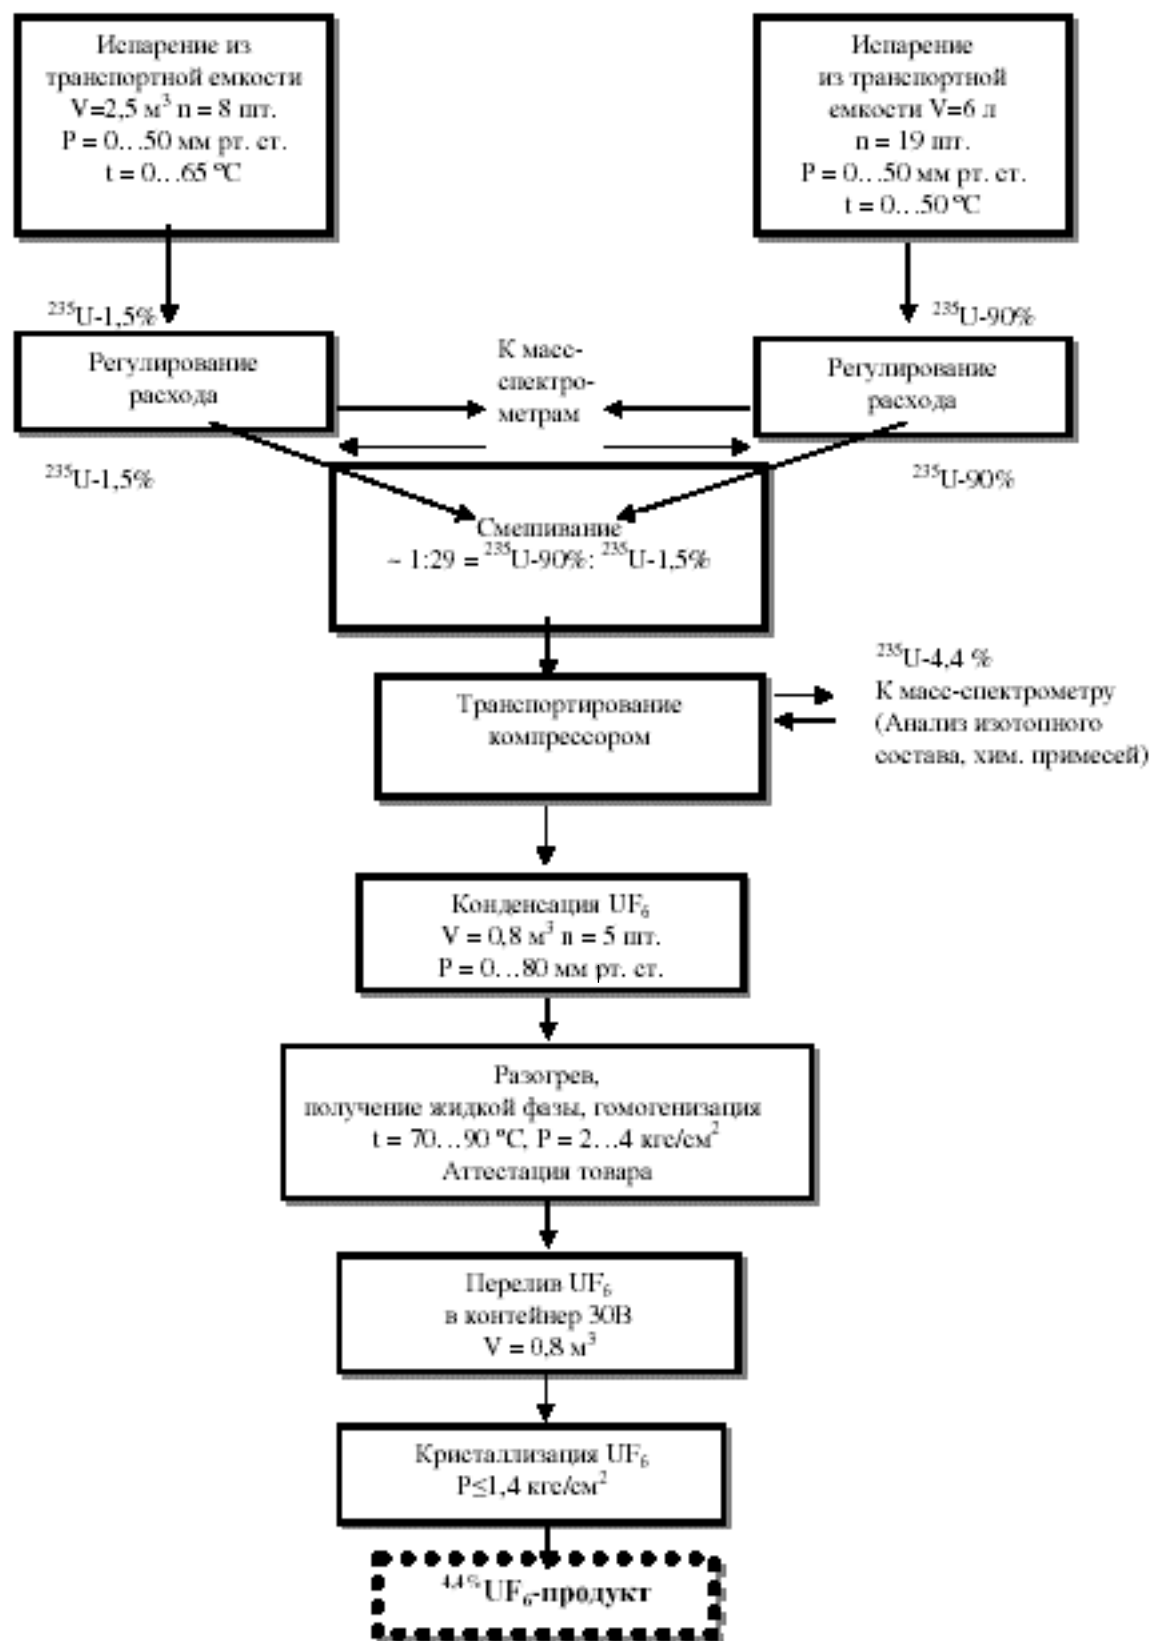 Испарение из
транспортной емкости
V=2,5 м³ n = 8 шт.
P = 0…50 мм рт. ст.
t = 0…65 ºC
Испарение
из транспортной
емкости V=6 л
n = 19 шт.
P = 0…50 мм рт. ст.
t = 0…50 ºC
²³⁵U-1,5%
²³⁵U-90%
Регулирование
расхода
К масс-
спектро-
метрам
Регулирование
расхода
²³⁵U-1,5%
²³⁵U-90%
Смешивание
~ 1:29 = ²³⁵U-90%: ²³⁵U-1,5%
²³⁵U-4,4 %
К масс-спектрометру
(Анализ изотопного
состава, хим. примесей)
Транспортирование
компрессором
Конденсация UF₆
V = 0,8 м³ n = 5 шт.
P = 0…80 мм рт. ст.
Разогрев,
получение жидкой фазы, гомогенизация
t = 70…90 ºC, P = 2…4 кгс/см²
Аттестация товара
Перелив UF₆
в контейнер 30В
V = 0,8 м³
Кристаллизация UF₆
P≤1,4 кгс/см²
⁴·⁴%UF₆-продукт